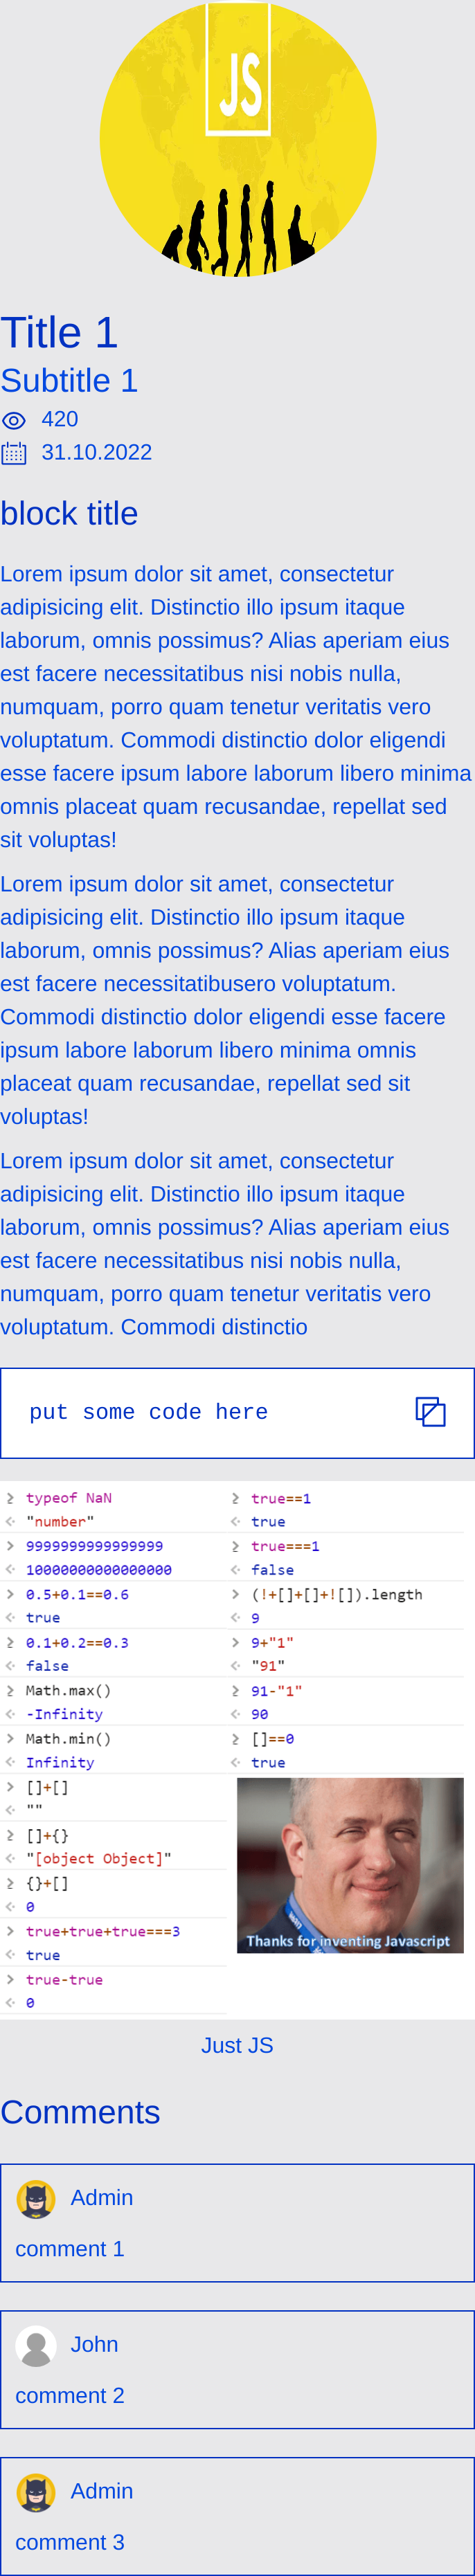 JS
Title 1
Subtitle 1
420
31.10.2022
block title
Lorem ipsum dolor sit amet, consectetur
adipisicing elit. Distinctio illo ipsum itaque
laborum, omnis possimus? Alias aperiam eius
est facere necessitatibus nisi nobis nulla,
numquam, porro quam tenetur veritatis vero
voluptatum. Commodi distinctio dolor eligendi
esse facere ipsum labore laborum libero minima
omnis placeat quam recusandae, repellat sed
sit voluptas!
Lorem ipsum dolor sit amet, consectetur
adipisicing elit. Distinctio illo ipsum itaque
laborum, omnis possimus? Alias aperiam eius
est facere necessitatibusero voluptatum.
Commodi distinctio dolor eligendi esse facere
ipsum labore laborum libero minima omnis
placeat quam recusandae, repellat sed sit
voluptas!
Lorem ipsum dolor sit amet, consectetur
adipisicing elit. Distinctio illo ipsum itaque
laborum, omnis possimus? Alias aperiam eius
est facere necessitatibus nisi nobis nulla,
numquam, porro quam tenetur veritatis vero
voluptatum. Commodi distinctio
put some code here
> typeof NaN
< "number"
> 9999999999999999
< 10000000000000000
> 0.5+0.1==0.6
< true
> 0.1+0.2==0.3
< false
> Math.max()
< -Infinity
> Math.min()
< Infinity
> []+[]
< ""
> []+{}
< "[object Object]"
> {}+[]
< 0
> true+true+true===3
< true
> true-true
< 0
> true==1
< true
> true===1
< false
> (!+[]+[]+![]).length
< 9
> 9+"1"
< "91"
> 91-"1"
< 90
> []==0
< true
Thanks for inventing Javascript
Just JS
Comments
Admin
comment 1
John
comment 2
Admin
comment 3